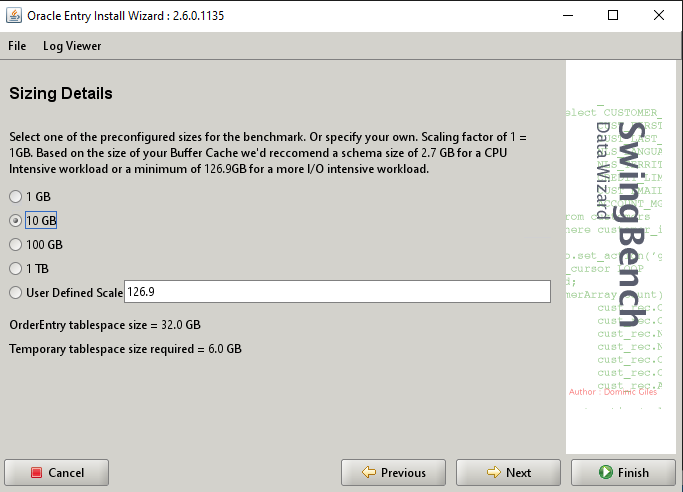 Oracle Entry Install Wizard : 2.6.0.1135
File Log Viewer
Sizing Details
Select one of the preconfigured sizes for the benchmark. Or specify your own. Scaling factor of 1 =
1GB. Based on the size of your Buffer Cache we'd reccomend a schema size of 2.7 GB for a CPU
Intensive workload or a minimum of 126.9GB for a more I/O intensive workload.
1 GB
10 GB
100 GB
1 TB
User Defined Scale 126.9
OrderEntry tablespace size = 32.0 GB
Temporary tablespace size required = 6.0 GB
SwingBench
Data Wizard
Author : Dominic Giles
Cancel Previous Next Finish